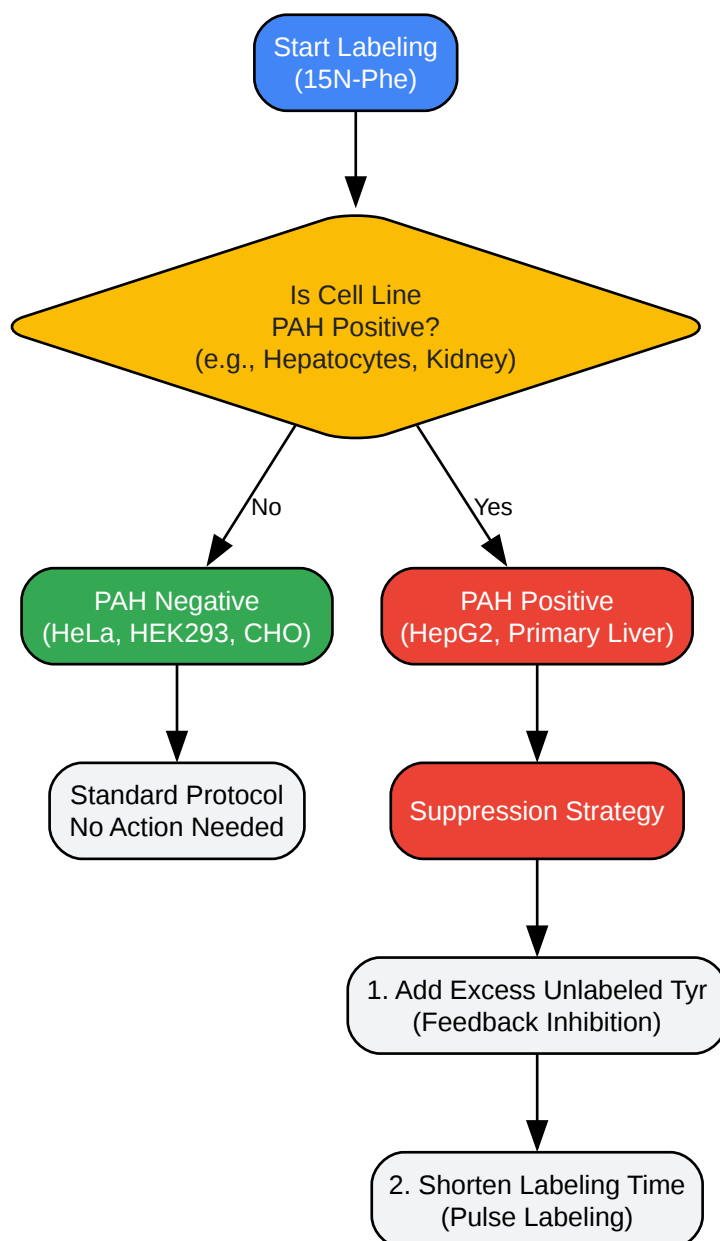 Start Labeling
(15N-Phe)
Is Cell Line
PAH Positive?
(e.g., Hepatocytes, Kidney)
No
Yes
PAH Negative
(HeLa, HEK293, CHO)
PAH Positive
(HepG2, Primary Liver)
Standard Protocol
No Action Needed
Suppression Strategy
1. Add Excess Unlabeled Tyr
(Feedback Inhibition)
2. Shorten Labeling Time
(Pulse Labeling)